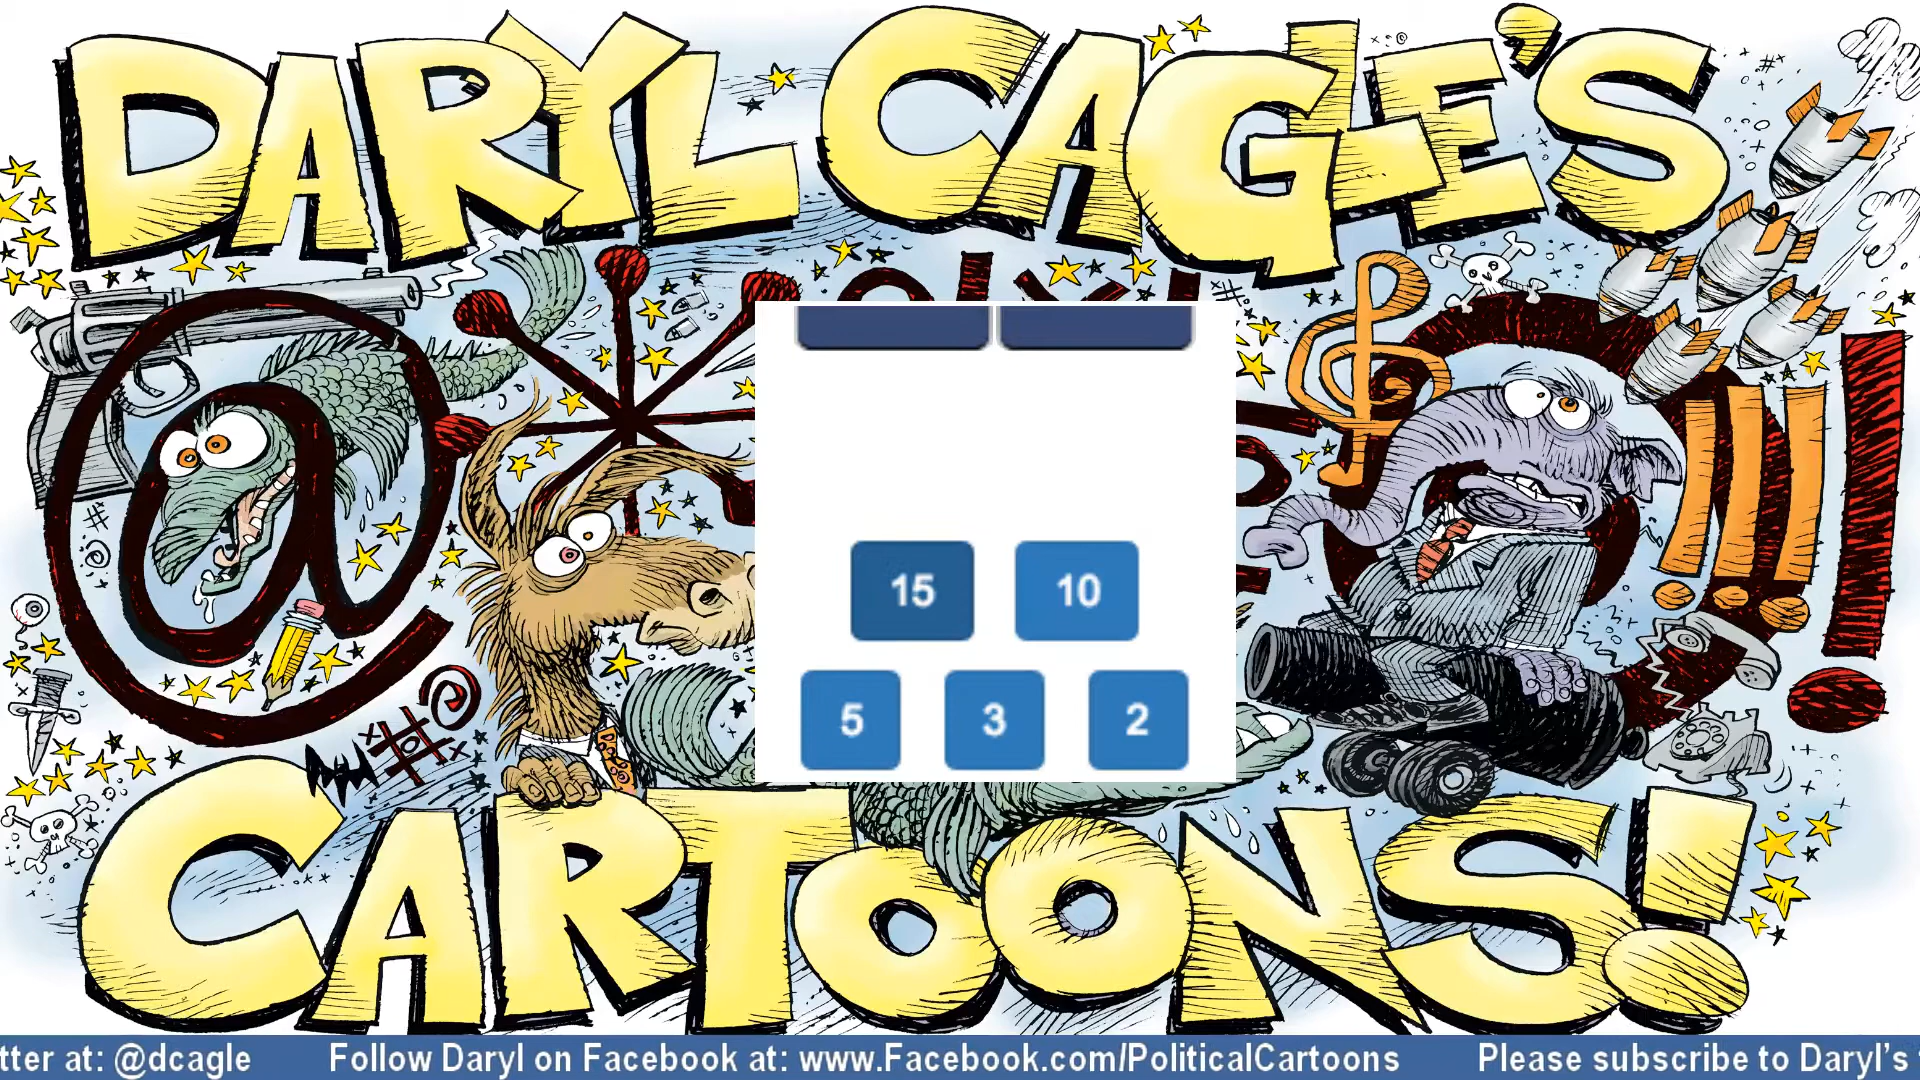 DARYL CAGLE'S
15 10
5 3 2
CARTOONS!
tter at: @dcagle Follow Daryl on Facebook at: www.Facebook.com/PoliticalCartoons Please subscribe to Daryl's